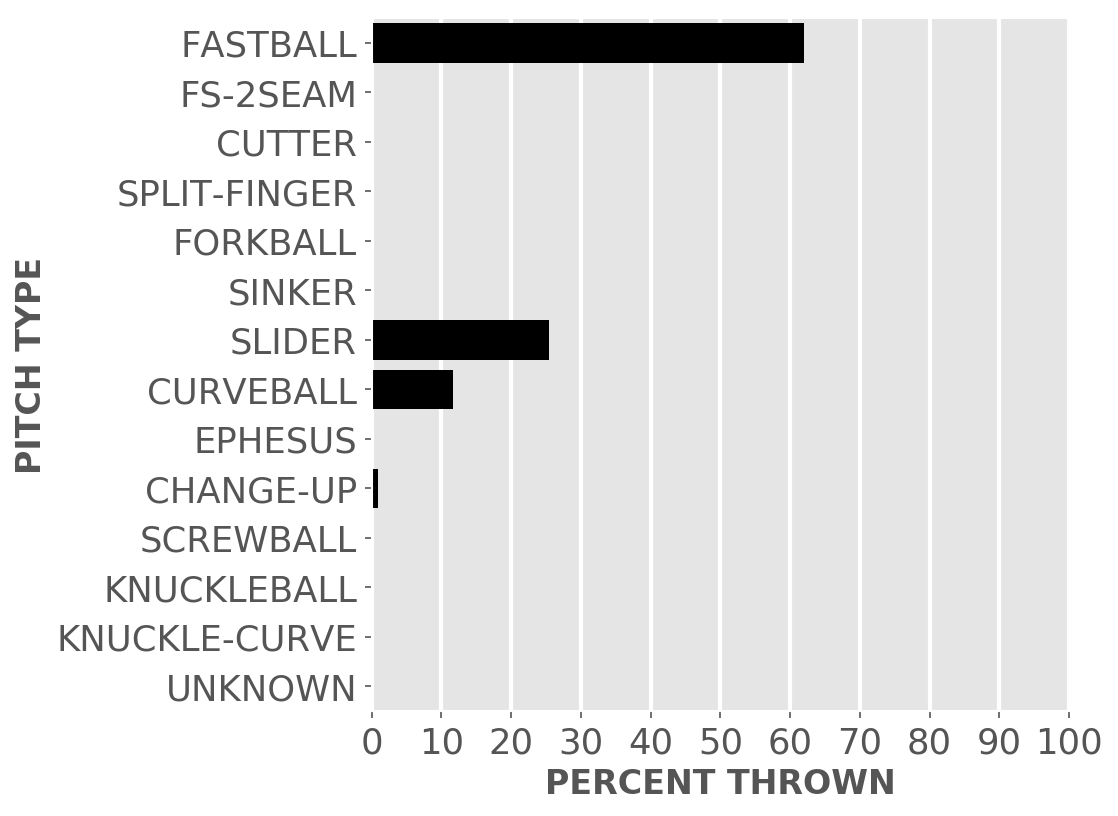 FASTBALL
FS-2SEAM
CUTTER
SPLIT-FINGER
FORKBALL
SINKER
SLIDER
CURVEBALL
EPHESUS
CHANGE-UP
SCREWBALL
KNUCKLEBALL
KNUCKLE-CURVE
UNKNOWN
PITCH TYPE
0 10 20 30 40 50 60 70 80 90 100
PERCENT THROWN